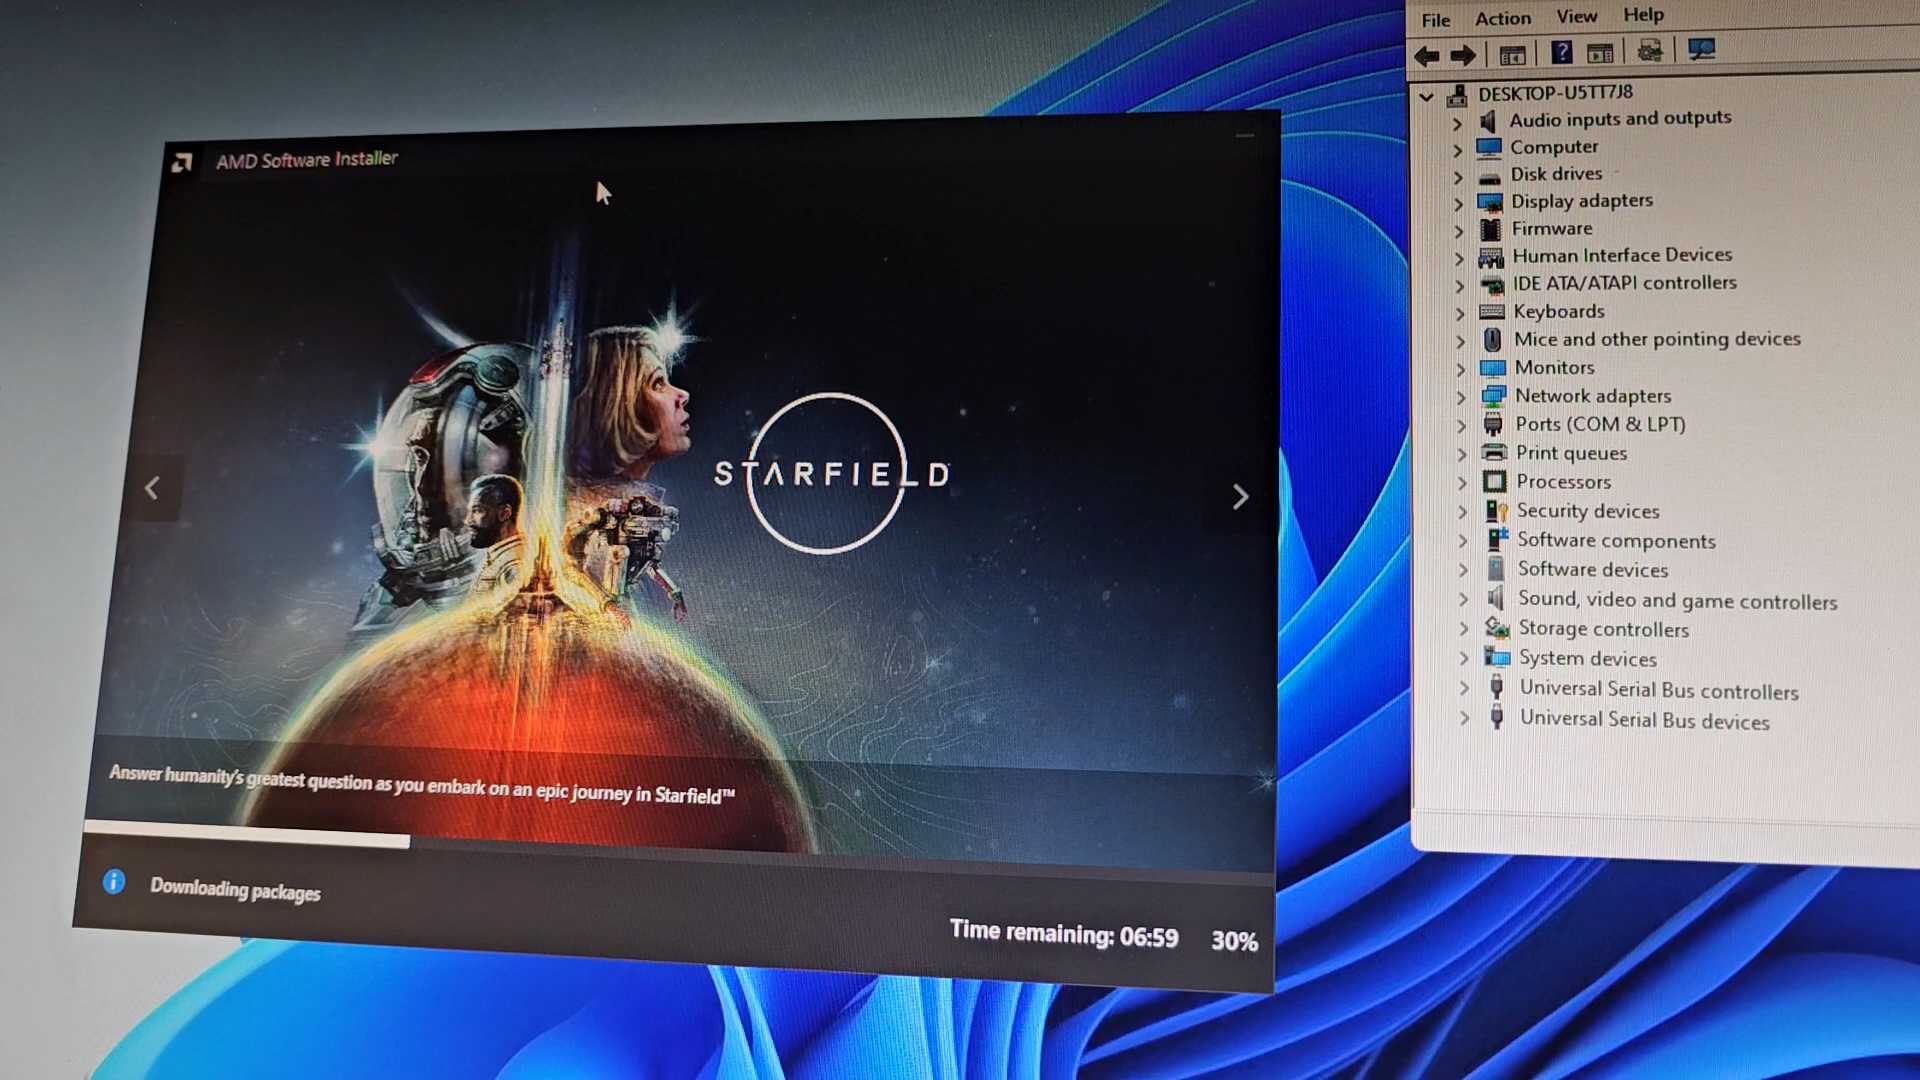 AMD Software Installer
STARFIELD
Answer humanity's greatest question as you embark on an epic journey in Starfield™
Downloading packages
Time remaining: 06:59 30%
File Action View Help
DESKTOP-U5TT7J8
Audio inputs and outputs
Computer
Disk drives
Display adapters
Firmware
Human Interface Devices
IDE ATA/ATAPI controllers
Keyboards
Mice and other pointing devices
Monitors
Network adapters
Ports (COM & LPT)
Print queues
Processors
Security devices
Software components
Software devices
Sound, video and game controllers
Storage controllers
System devices
Universal Serial Bus controllers
Universal Serial Bus devices